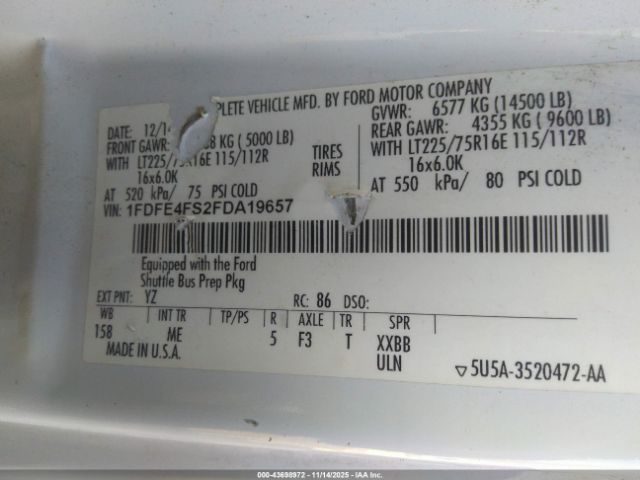 PLETE VEHICLE MFD. BY FORD MOTOR COMPANY
DATE: 12/1
GVWR: 6577 KG (14500 LB)
FRONT GAWR: 8 KG (5000 LB)
REAR GAWR: 4355 KG (9600 LB)
WITH LT225/75R16E 115/112R
TIRES
WITH LT225/75R16E 115/112R
16x6.0K
RIMS
16x6.0K
AT 520 kPa/ 75 PSI COLD
AT 550 kPa/ 80 PSI COLD
VIN: 1FDFE4FS2FDA19657
Equipped with the Ford
Shuttle Bus Prep Pkg
EXT PNT: YZ
RC: 86 DSO:
WB INT TR TP/PS R AXLE TR SPR
158 ME 5 F3 T XXBB
MADE IN U.S.A.
ULN
▽5U5A-3520472-AA
000-43698972 - 11/14/2025 - IAA Inc.